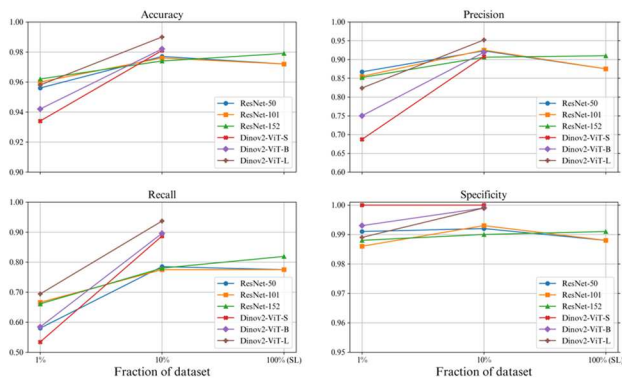 Accuracy
1.00
0.98
0.96
0.94
0.92
0.90
ResNet-50
ResNet-101
ResNet-152
Dinov2-ViT-S
Dinov2-ViT-B
Dinov2-ViT-L
Precision
1.00
0.95
0.90
0.85
0.80
0.75
0.70
0.65
0.60
ResNet-50
ResNet-101
ResNet-152
Dinov2-ViT-S
Dinov2-ViT-B
Dinov2-ViT-L
Recall
1.00
0.90
0.80
0.70
0.60
0.50
ResNet-50
ResNet-101
ResNet-152
Dinov2-ViT-S
Dinov2-ViT-B
Dinov2-ViT-L
1%
10%
100% (SL)
Fraction of dataset
Specificity
1.00
0.99
0.98
0.97
0.96
0.95
ResNet-50
ResNet-101
ResNet-152
Dinov2-ViT-S
Dinov2-ViT-B
Dinov2-ViT-L
1%
10%
100% (SL)
Fraction of dataset